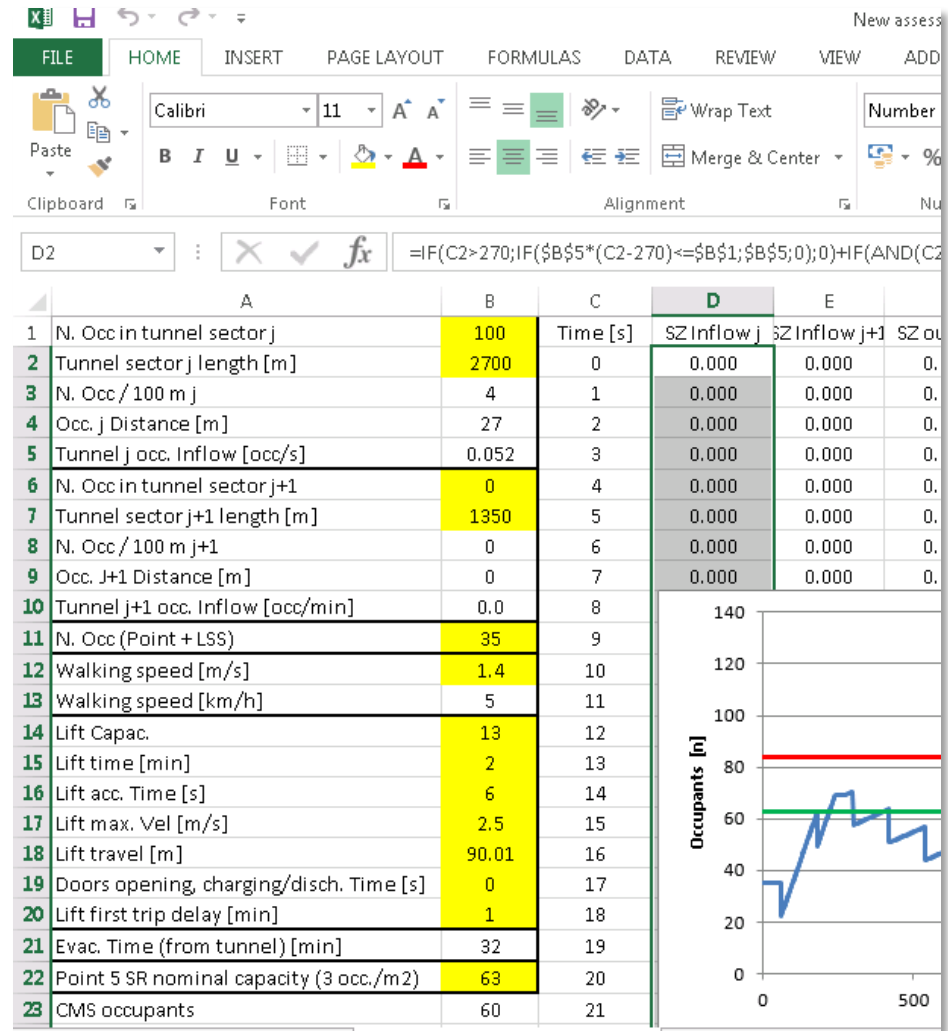 New assess
FILE HOME INSERT PAGE LAYOUT FORMULAS DATA REVIEW VIEW ADD
Calibri 11 A A Wrap Text Number
Paste B I U A Merge & Center %
Clipboard Font Alignment Nu
D2 fx =IF(C2>270;IF($B$5*(C2-270)<=$B$1;$B$5;0);0)+IF(AND(C2
A B C D E
1 N. Occ in tunnel sector j 100 Time [s] SZ Inflow j SZ Inflow j+1 SZ ou
2 Tunnel sector j length [m] 2700 0 0.000 0.000 0.
3 N. Occ / 100 m j 4 1 0.000 0.000 0.
4 Occ. j Distance [m] 27 2 0.000 0.000 0.
5 Tunnel j occ. Inflow [occ/s] 0.052 3 0.000 0.000 0.
6 N. Occ in tunnel sector j+1 0 4 0.000 0.000 0.
7 Tunnel sector j+1 length [m] 1350 5 0.000 0.000 0.
8 N. Occ / 100 m j+1 0 6 0.000 0.000 0.
9 Occ. J+1 Distance [m] 0 7 0.000 0.000 0.
10 Tunnel j+1 occ. Inflow [occ/min] 0.0 8
11 N. Occ (Point + LSS) 35 9
12 Walking speed [m/s] 1.4 10
13 Walking speed [km/h] 5 11
14 Lift Capac. 13 12
15 Lift time [min] 2 13
16 Lift acc. Time [s] 6 14
17 Lift max. Vel [m/s] 2.5 15
18 Lift travel [m] 90.01 16
19 Doors opening, charging/disch. Time [s] 0 17
20 Lift first trip delay [min] 1 18
21 Evac. Time (from tunnel) [min] 32 19
22 Point 5 SR nominal capacity (3 occ./m2) 63 20
23 CMS occupants 60 21
Occupants [n]
140
120
100
80
60
40
20
0
0 500